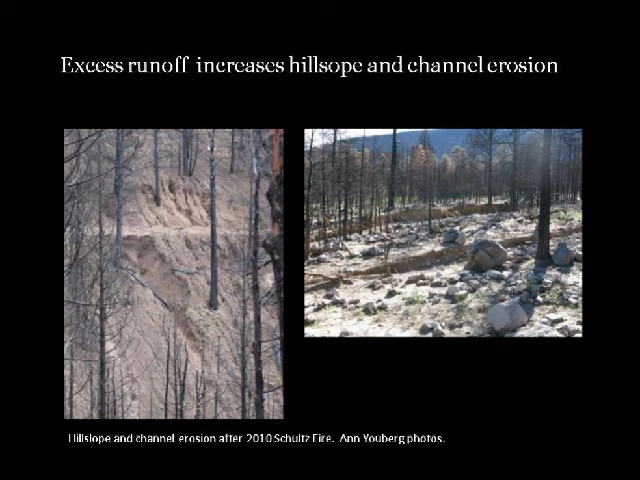 Excess runoff increases hillsope and channel erosion
Hillslope and channel erosion after 2010 Schultz Fire. Ann Youberg photos.